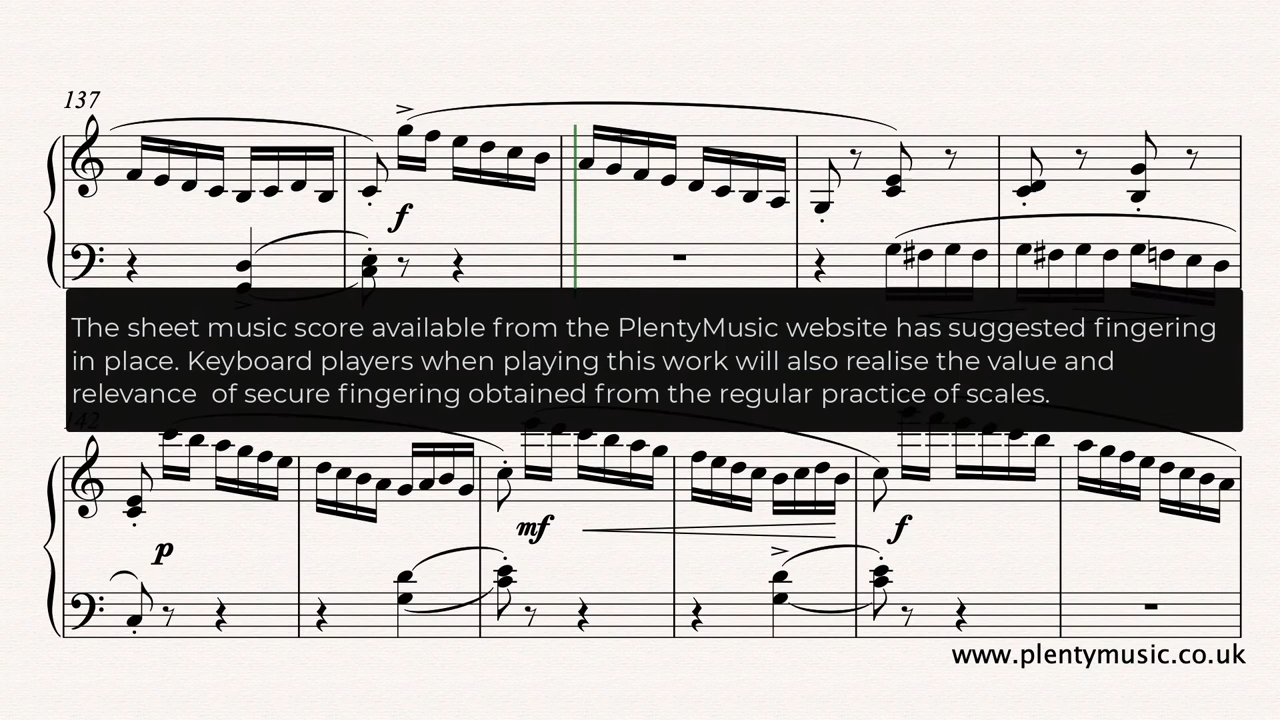 137
f
The sheet music score available from the PlentyMusic website has suggested fingering
in place. Keyboard players when playing this work will also realise the value and
relevance  of secure fingering obtained from the regular practice of scales.
142
p
mf
f
www.plentymusic.co.uk